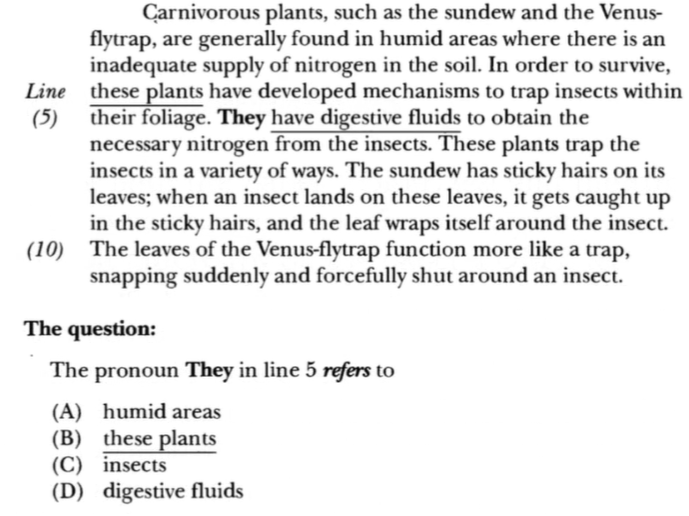 Carnivorous plants, such as the sundew and the Venus-
flytrap, are generally found in humid areas where there is an
inadequate supply of nitrogen in the soil. In order to survive,
Line these plants have developed mechanisms to trap insects within
(5) their foliage. They have digestive fluids to obtain the
necessary nitrogen from the insects. These plants trap the
insects in a variety of ways. The sundew has sticky hairs on its
leaves; when an insect lands on these leaves, it gets caught up
in the sticky hairs, and the leaf wraps itself around the insect.
(10) The leaves of the Venus-flytrap function more like a trap,
snapping suddenly and forcefully shut around an insect.
The question:
The pronoun They in line 5 refers to
(A) humid areas
(B) these plants
(C) insects
(D) digestive fluids